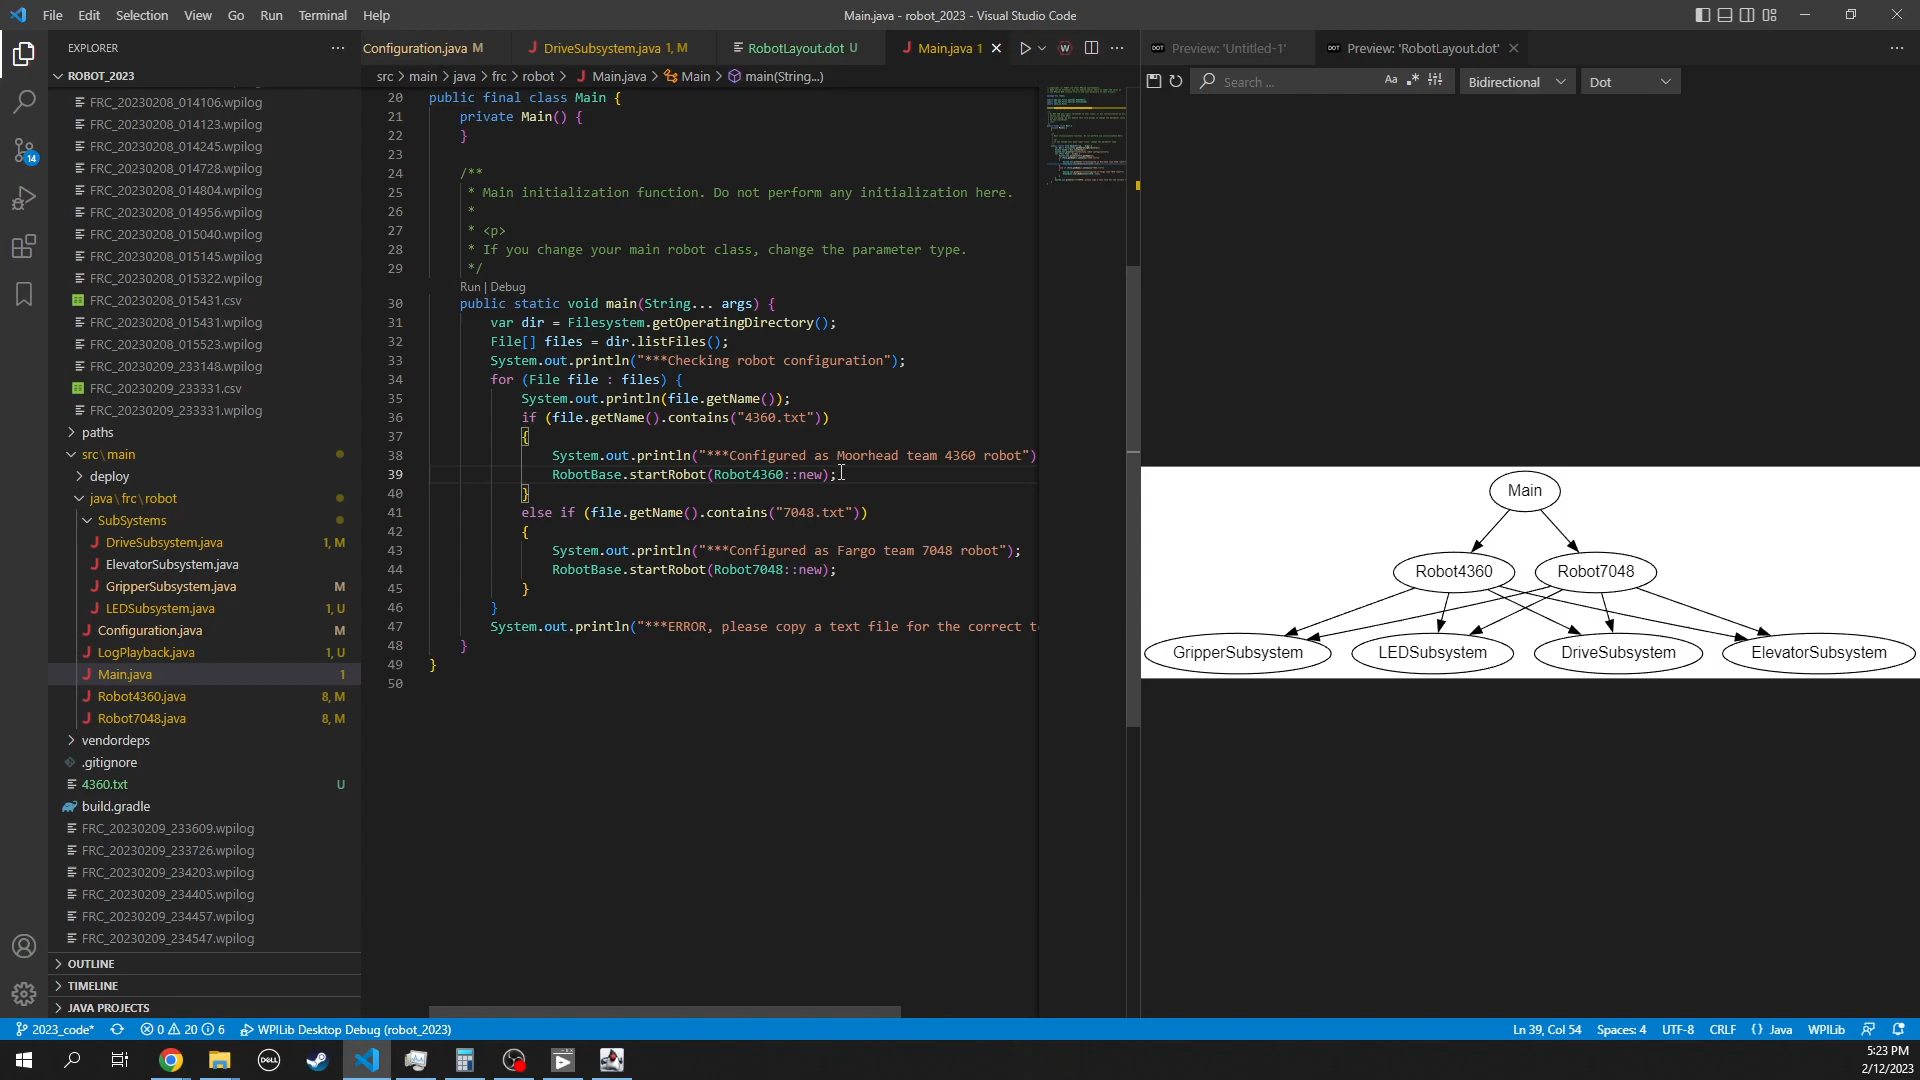 File Edit Selection View Go Run Terminal Help
Main.java - robot_2023 - Visual Studio Code
EXPLORER
ROBOT_2023
FRC_20230208_014106.wpilog
FRC_20230208_014123.wpilog
FRC_20230208_014245.wpilog
FRC_20230208_014728.wpilog
FRC_20230208_014804.wpilog
FRC_20230208_014956.wpilog
FRC_20230208_015040.wpilog
FRC_20230208_015145.wpilog
FRC_20230208_015322.wpilog
FRC_20230208_015431.csv
FRC_20230208_015431.wpilog
FRC_20230208_015523.wpilog
FRC_20230209_233148.wpilog
FRC_20230209_233331.csv
FRC_20230209_233331.wpilog
paths
src\main
deploy
java\frc\robot
SubSystems
DriveSubsystem.java 1, M
ElevatorSubsystem.java
GripperSubsystem.java M
LEDSubsystem.java 1, U
Configuration.java M
LogPlayback.java 1, U
Main.java 1
Robot4360.java 8, M
Robot7048.java 8, M
vendordeps
.gitignore
4360.txt U
build.gradle
FRC_20230209_233609.wpilog
FRC_20230209_233726.wpilog
FRC_20230209_234203.wpilog
FRC_20230209_234405.wpilog
FRC_20230209_234457.wpilog
FRC_20230209_234547.wpilog
OUTLINE
TIMELINE
JAVA PROJECTS
14
Configuration.java M DriveSubsystem.java 1, M RobotLayout.dot U Main.java 1
src > main > java > frc > robot > Main.java > Main > main(String...)
20 public final class Main {
21 private Main() {
22 }
23
24 /**
25 * Main initialization function. Do not perform any initialization here.
26 *
27 * <p>
28 * If you change your main robot class, change the parameter type.
29 */
Run | Debug
30 public static void main(String... args) {
31 var dir = Filesystem.getOperatingDirectory();
32 File[] files = dir.listFiles();
33 System.out.println("***Checking robot configuration");
34 for (File file : files) {
35 System.out.println(file.getName());
36 if (file.getName().contains("4360.txt"))
37 {
38 System.out.println("***Configured as Moorhead team 4360 robot")
39 RobotBase.startRobot(Robot4360::new);
40 }
41 else if (file.getName().contains("7048.txt"))
42 {
43 System.out.println("***Configured as Fargo team 7048 robot");
44 RobotBase.startRobot(Robot7048::new);
45 }
46 }
47 System.out.println("***ERROR, please copy a text file for the correct t
48 }
49 }
50
Preview: 'Untitled-1' Preview: 'RobotLayout.dot'
Search... Aa Bidirectional Dot
Main
Robot4360 Robot7048
GripperSubsystem LEDSubsystem DriveSubsystem ElevatorSubsystem
2023_code* 0 20 6 WPILib Desktop Debug (robot_2023)
Ln 39, Col 54 Spaces: 4 UTF-8 CRLF {} Java WPILib
DELL
5:23 PM
2/12/2023